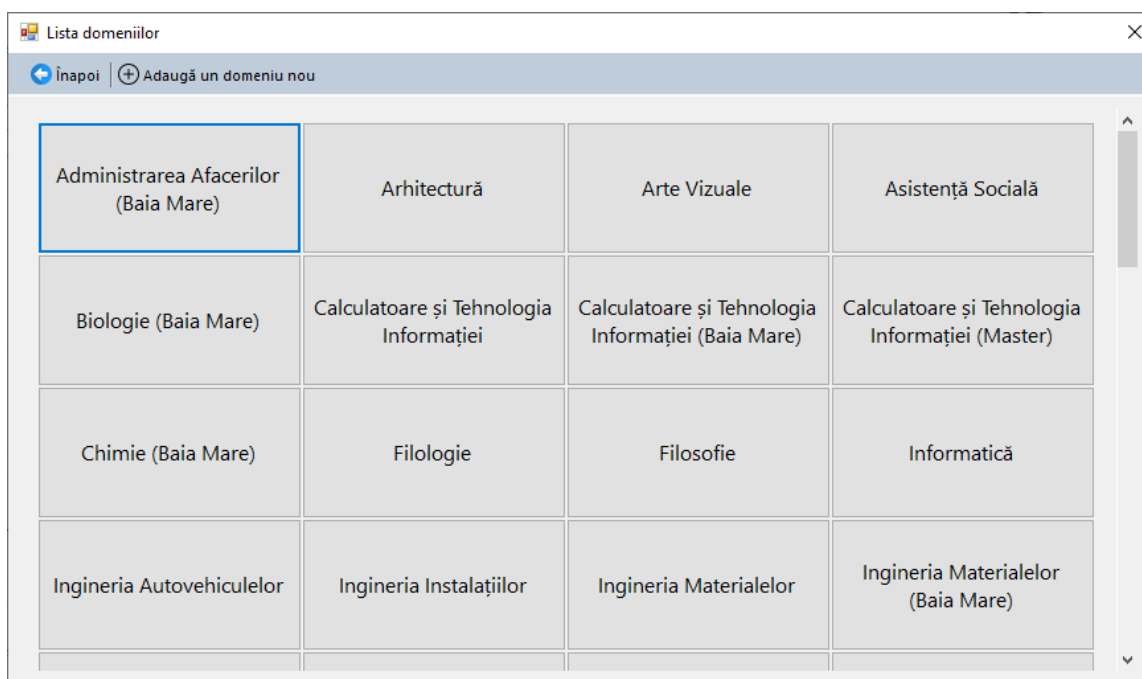 Lista domeniilor
Înapoi
Adaugă un domeniu nou
Administrarea Afacerilor
(Baia Mare)
Arhitectură
Arte Vizuale
Asistență Socială
Biologie (Baia Mare)
Calculatoare și Tehnologia
Informației
Calculatoare și Tehnologia
Informației (Baia Mare)
Calculatoare și Tehnologia
Informației (Master)
Chimie (Baia Mare)
Filologie
Filosofie
Informatică
Ingineria Autovehiculelor
Ingineria Instalațiilor
Ingineria Materialelor
Ingineria Materialelor
(Baia Mare)